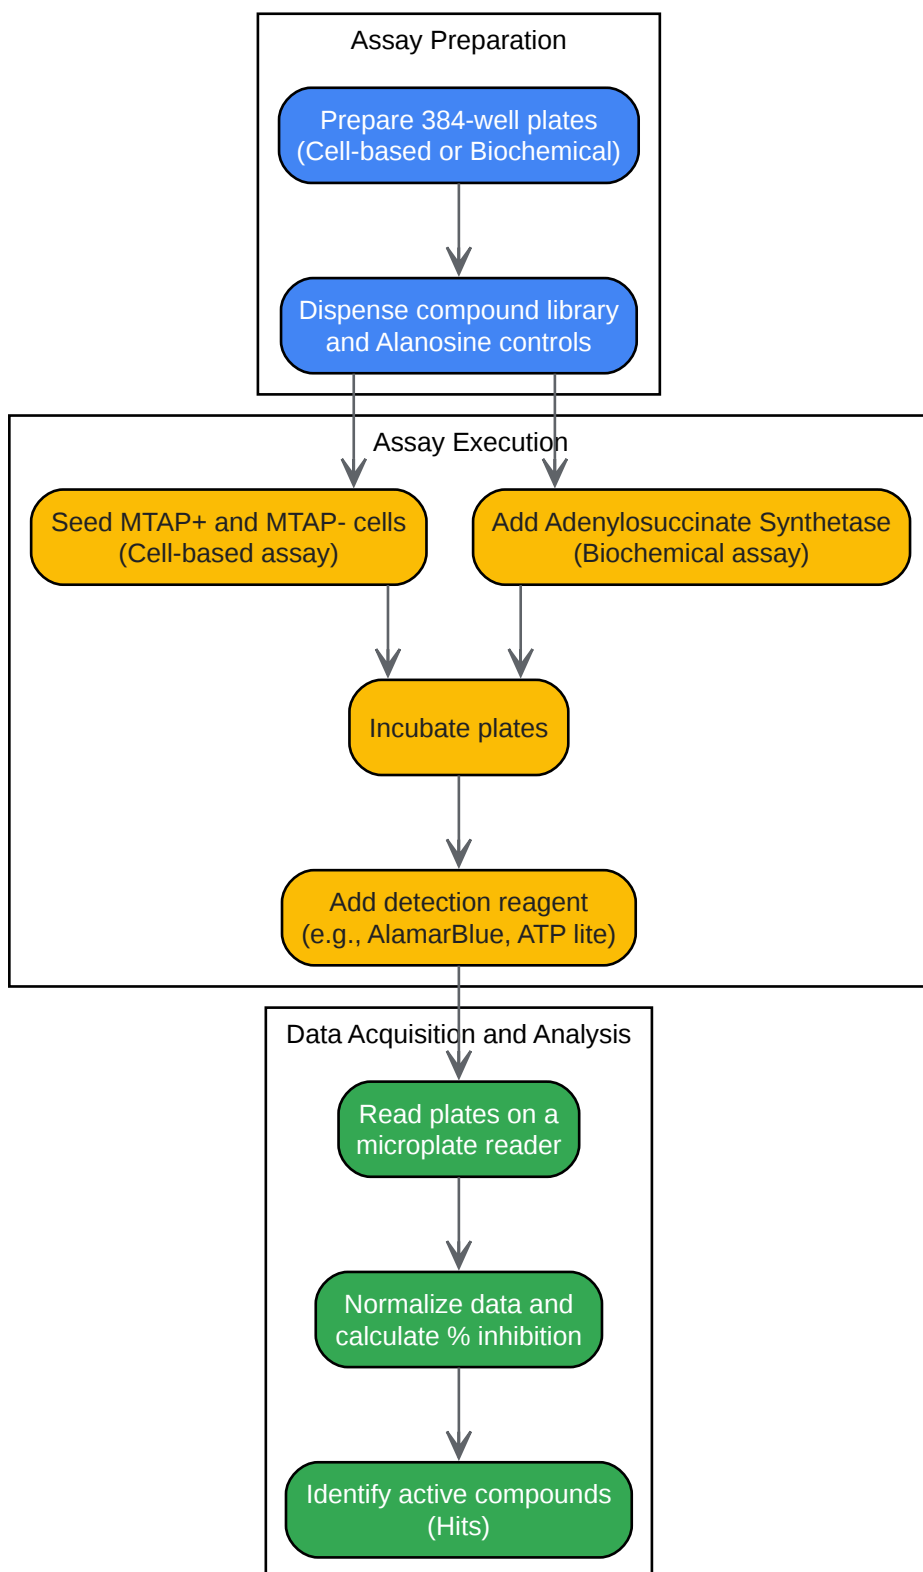 Assay Preparation
Prepare 384-well plates
(Cell-based or Biochemical)
Dispense compound library
and Alanosine controls
Assay Execution
Seed MTAP+ and MTAP- cells
(Cell-based assay)
Add Adenylosuccinate Synthetase
(Biochemical assay)
Incubate plates
Add detection reagent
(e.g., AlamarBlue, ATP lite)
Data Acquisition and Analysis
Read plates on a
microplate reader
Normalize data and
calculate % inhibition
Identify active compounds
(Hits)